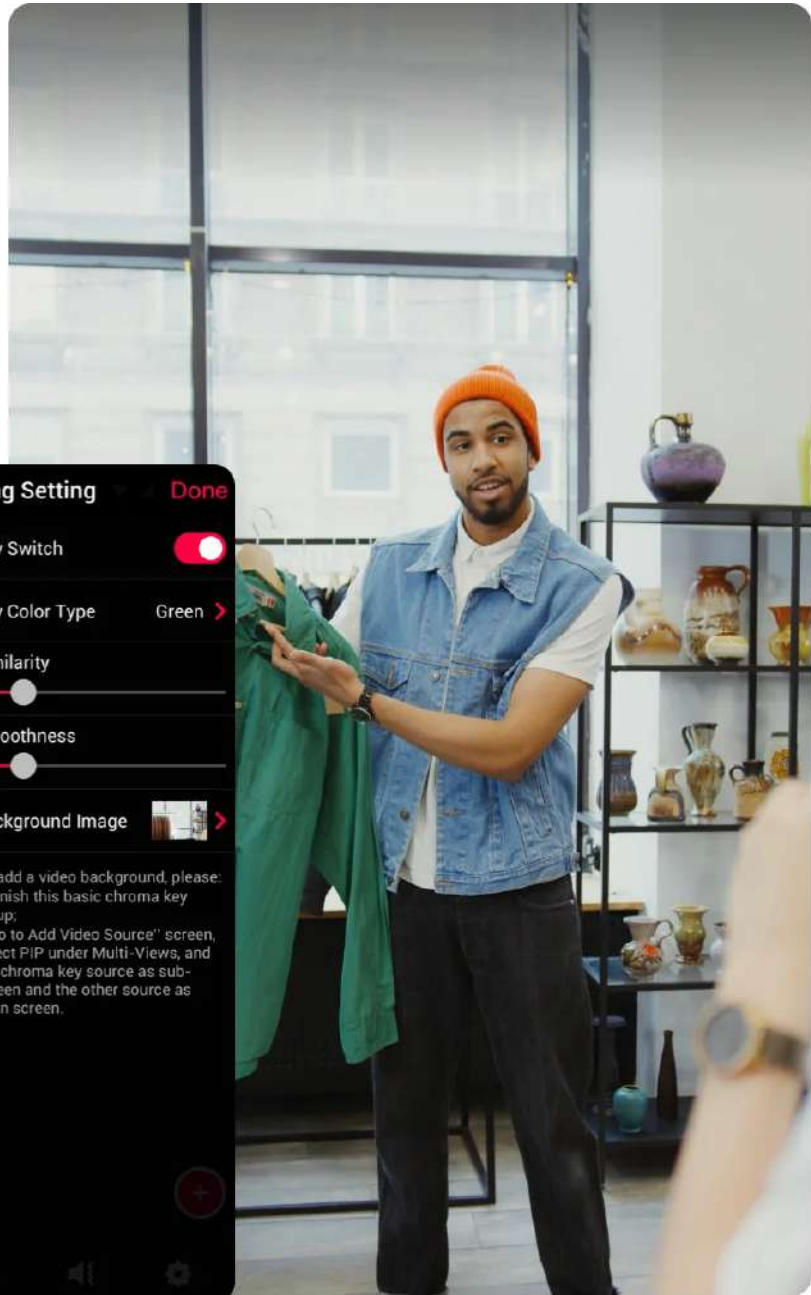 g Setting
Done
Switch
Color Type
Green
ilarity
oothness
ckground Image
add a video background, please:
nish this basic chroma key
up;
o to Add Video Source" screen,
ect PIP under Multi-Views, and
chroma key source as sub-
een and the other source as
n screen.